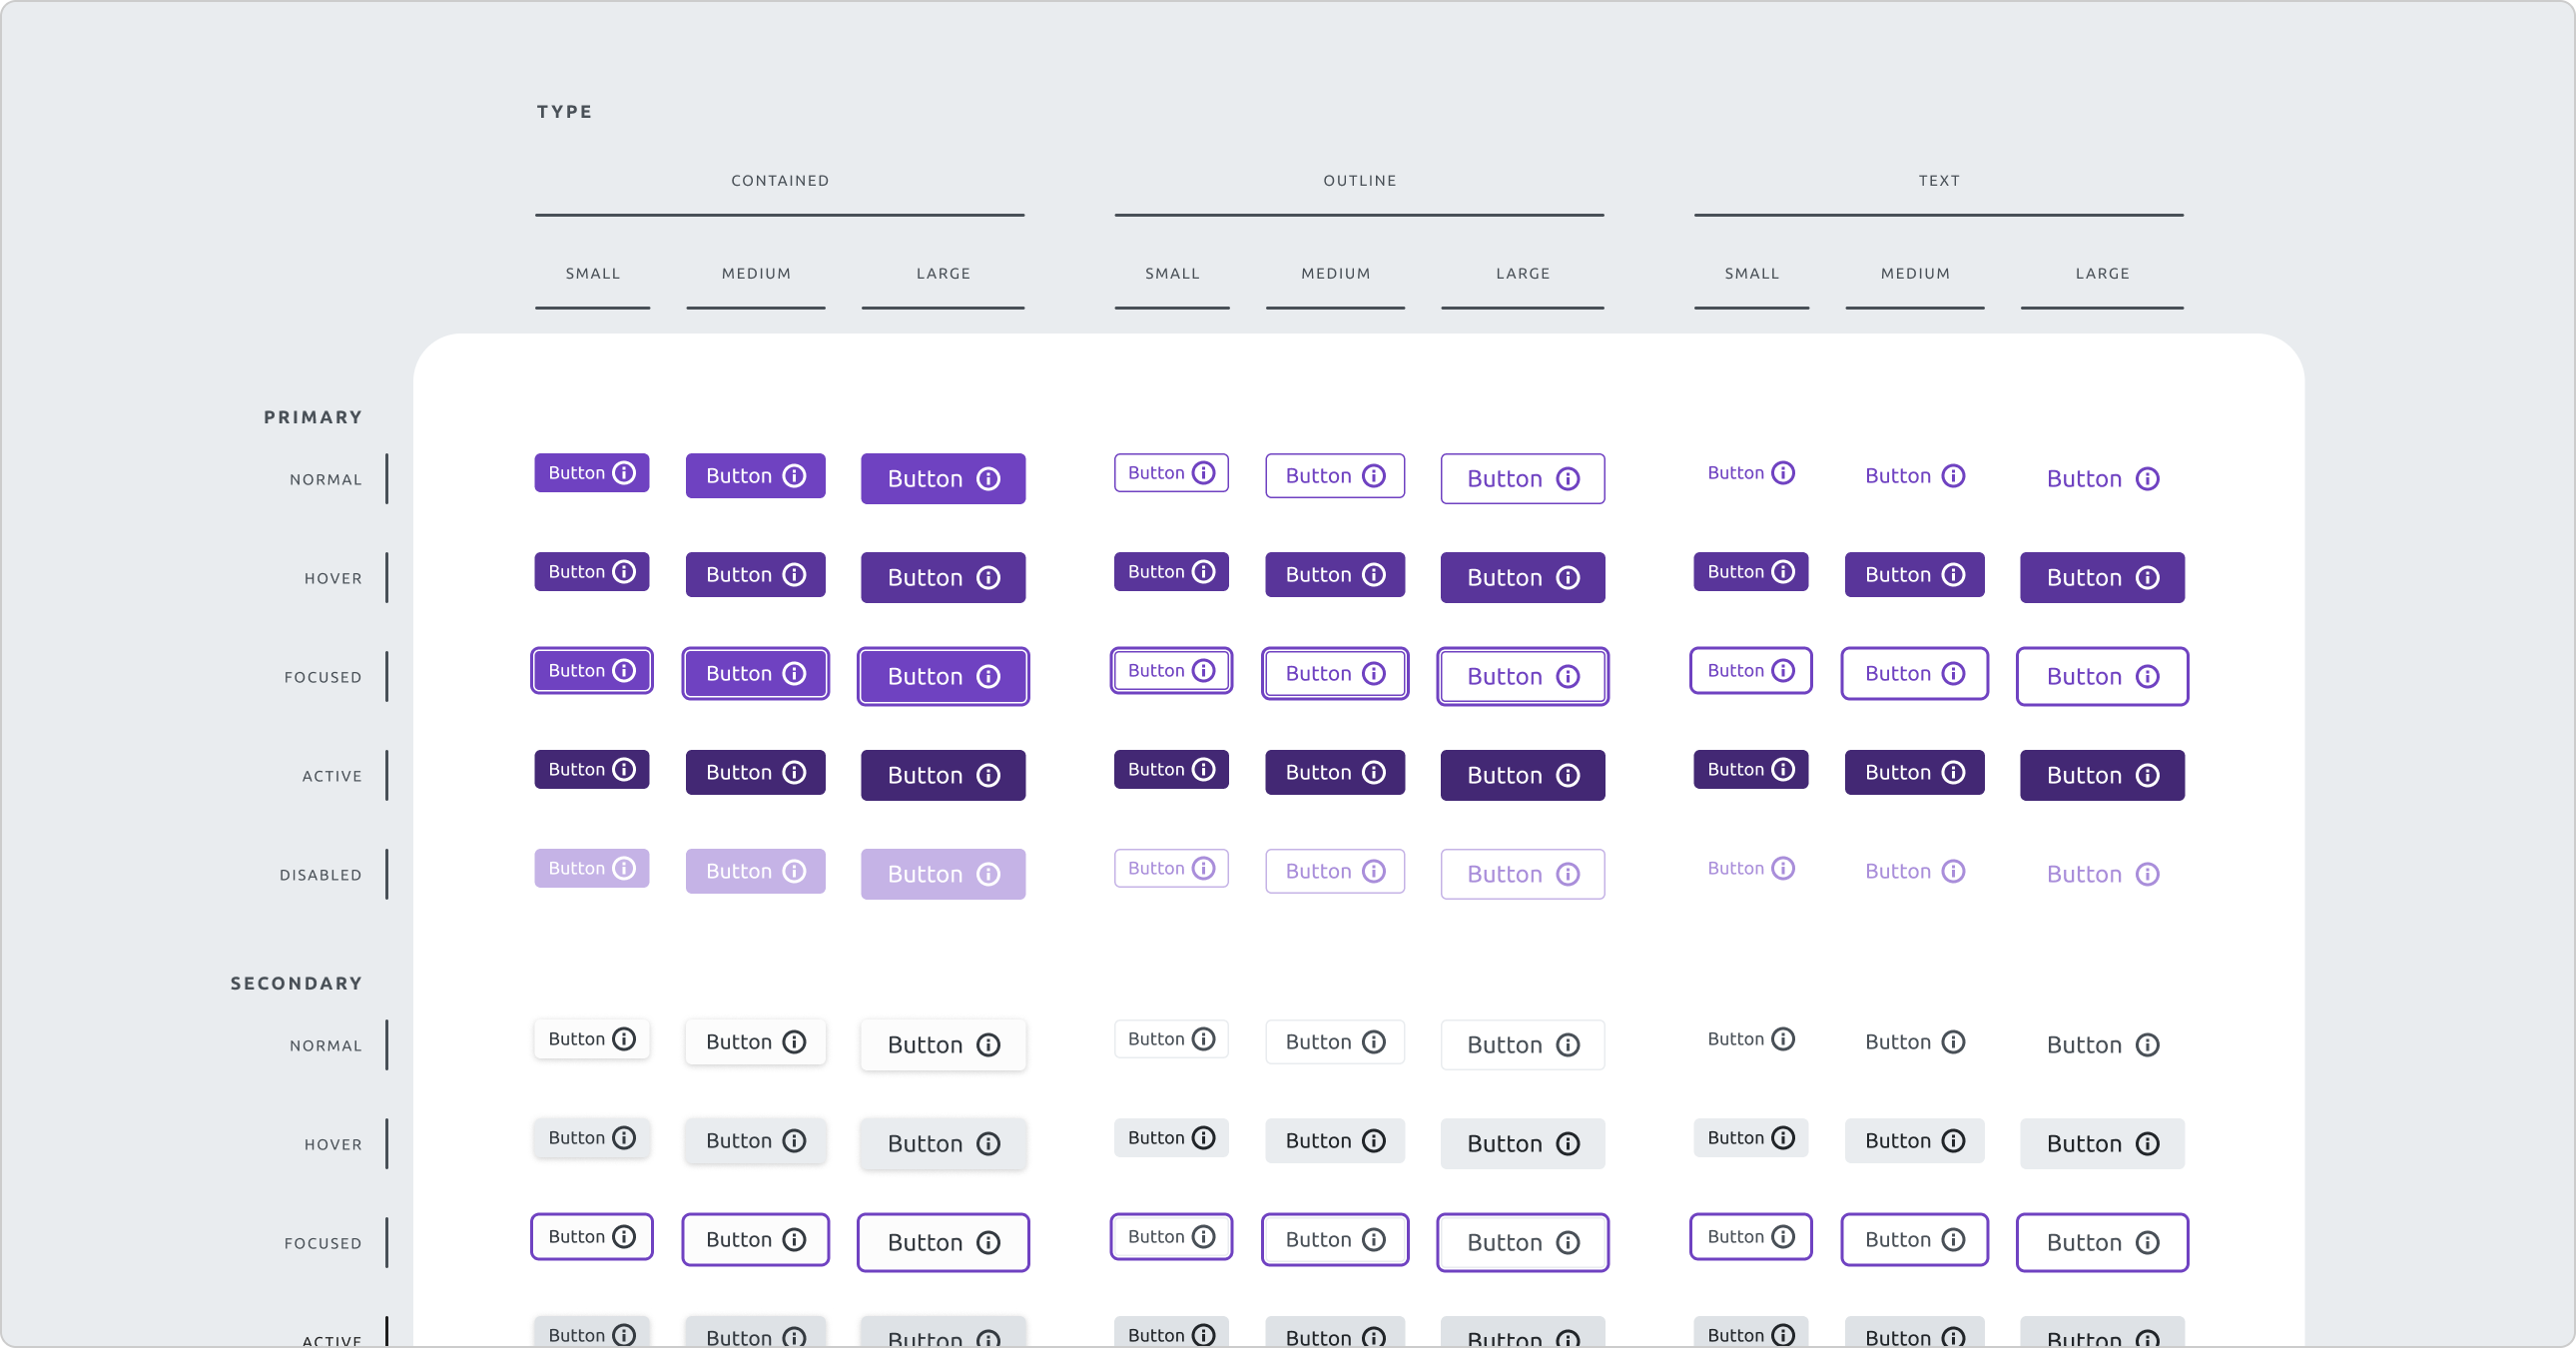 TYPE
CONTAINED OUTLINE TEXT
SMALL MEDIUM LARGE SMALL MEDIUM LARGE SMALL MEDIUM LARGE
PRIMARY
NORMAL Button Button Button Button Button Button Button Button Button
HOVER Button Button Button Button Button Button Button Button Button
FOCUSED Button Button Button Button Button Button Button Button Button
ACTIVE Button Button Button Button Button Button Button Button Button
DISABLED Button Button Button Button Button Button Button Button Button
SECONDARY
NORMAL Button Button Button Button Button Button Button Button Button
HOVER Button Button Button Button Button Button Button Button Button
FOCUSED Button Button Button Button Button Button Button Button Button
ACTIVE Button Button Button Button Button Button Button Button Button